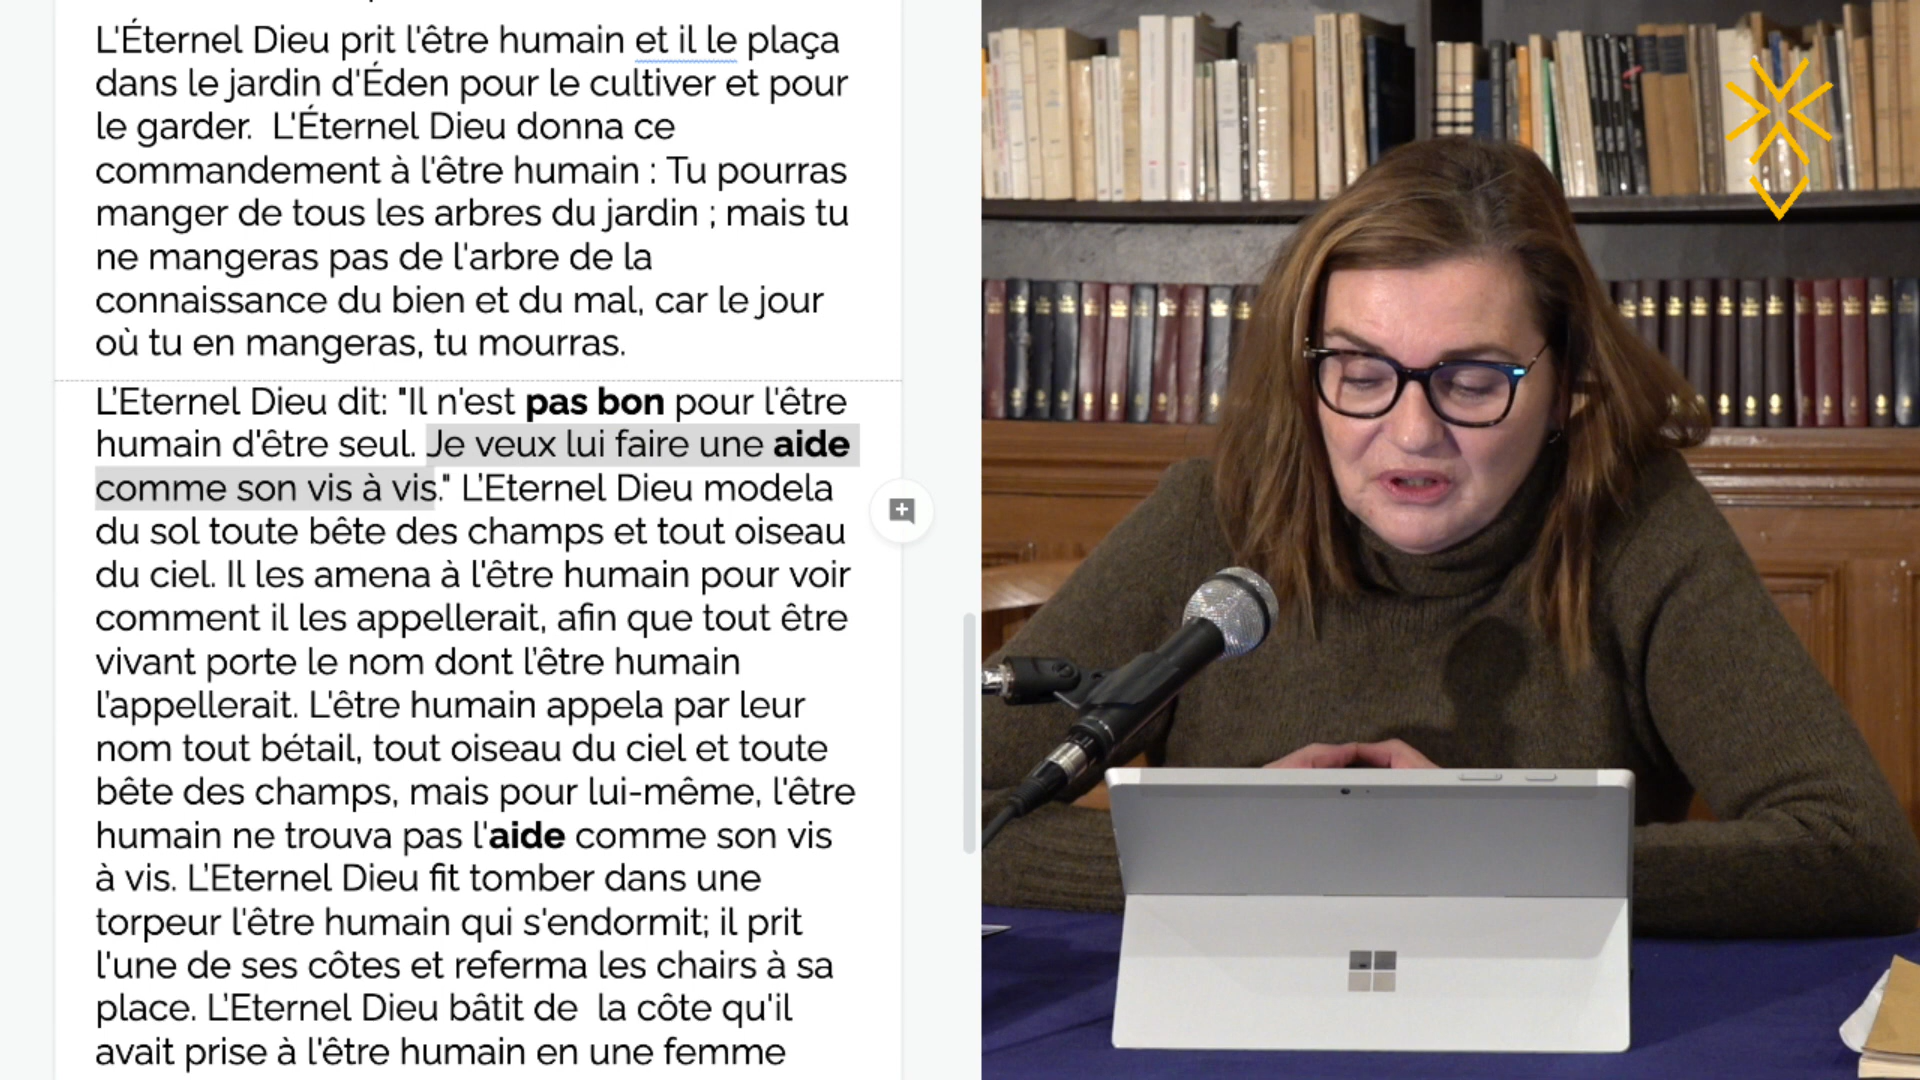 L'Éternel Dieu prit l'être humain et il le plaça
dans le jardin d'Éden pour le cultiver et pour
le garder.  L'Éternel Dieu donna ce
commandement à l'être humain : Tu pourras
manger de tous les arbres du jardin ; mais tu
ne mangeras pas de l'arbre de la
connaissance du bien et du mal, car le jour
où tu en mangeras, tu mourras.
L'Eternel Dieu dit: "Il n'est pas bon pour l'être
humain d'être seul. Je veux lui faire une aide
comme son vis à vis." L'Eternel Dieu modela
du sol toute bête des champs et tout oiseau
du ciel. Il les amena à l'être humain pour voir
comment il les appellerait, afin que tout être
vivant porte le nom dont l'être humain
l'appellerait. L'être humain appela par leur
nom tout bétail, tout oiseau du ciel et toute
bête des champs, mais pour lui-même, l'être
humain ne trouva pas l'aide comme son vis
à vis. L'Eternel Dieu fit tomber dans une
torpeur l'être humain qui s'endormit; il prit
l'une de ses côtes et referma les chairs à sa
place. L'Eternel Dieu bâtit de  la côte qu'il
avait prise à l'être humain en une femme